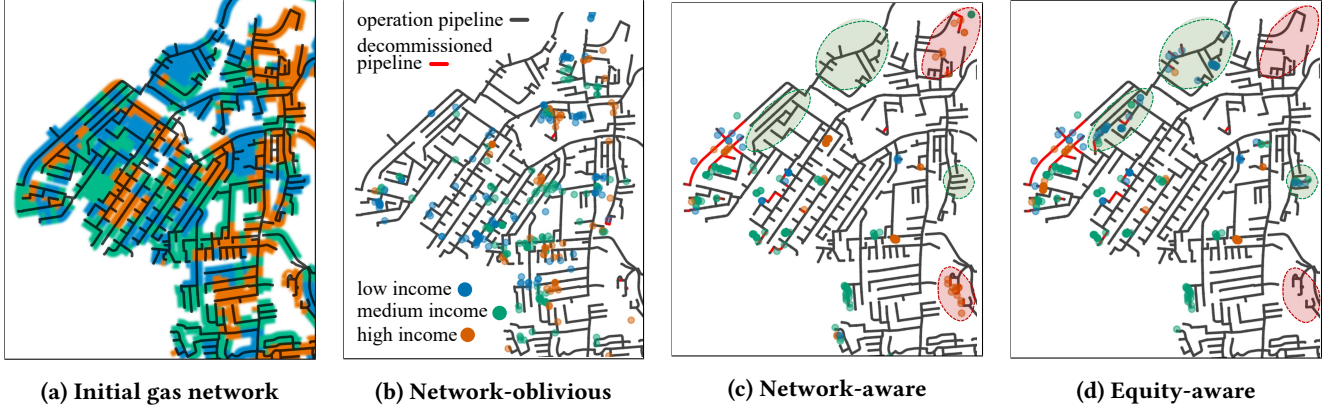 operation pipeline
decommissioned
pipeline
low income
medium income
high income
(a) Initial gas network
(b) Network-oblivious
(c) Network-aware
(d) Equity-aware